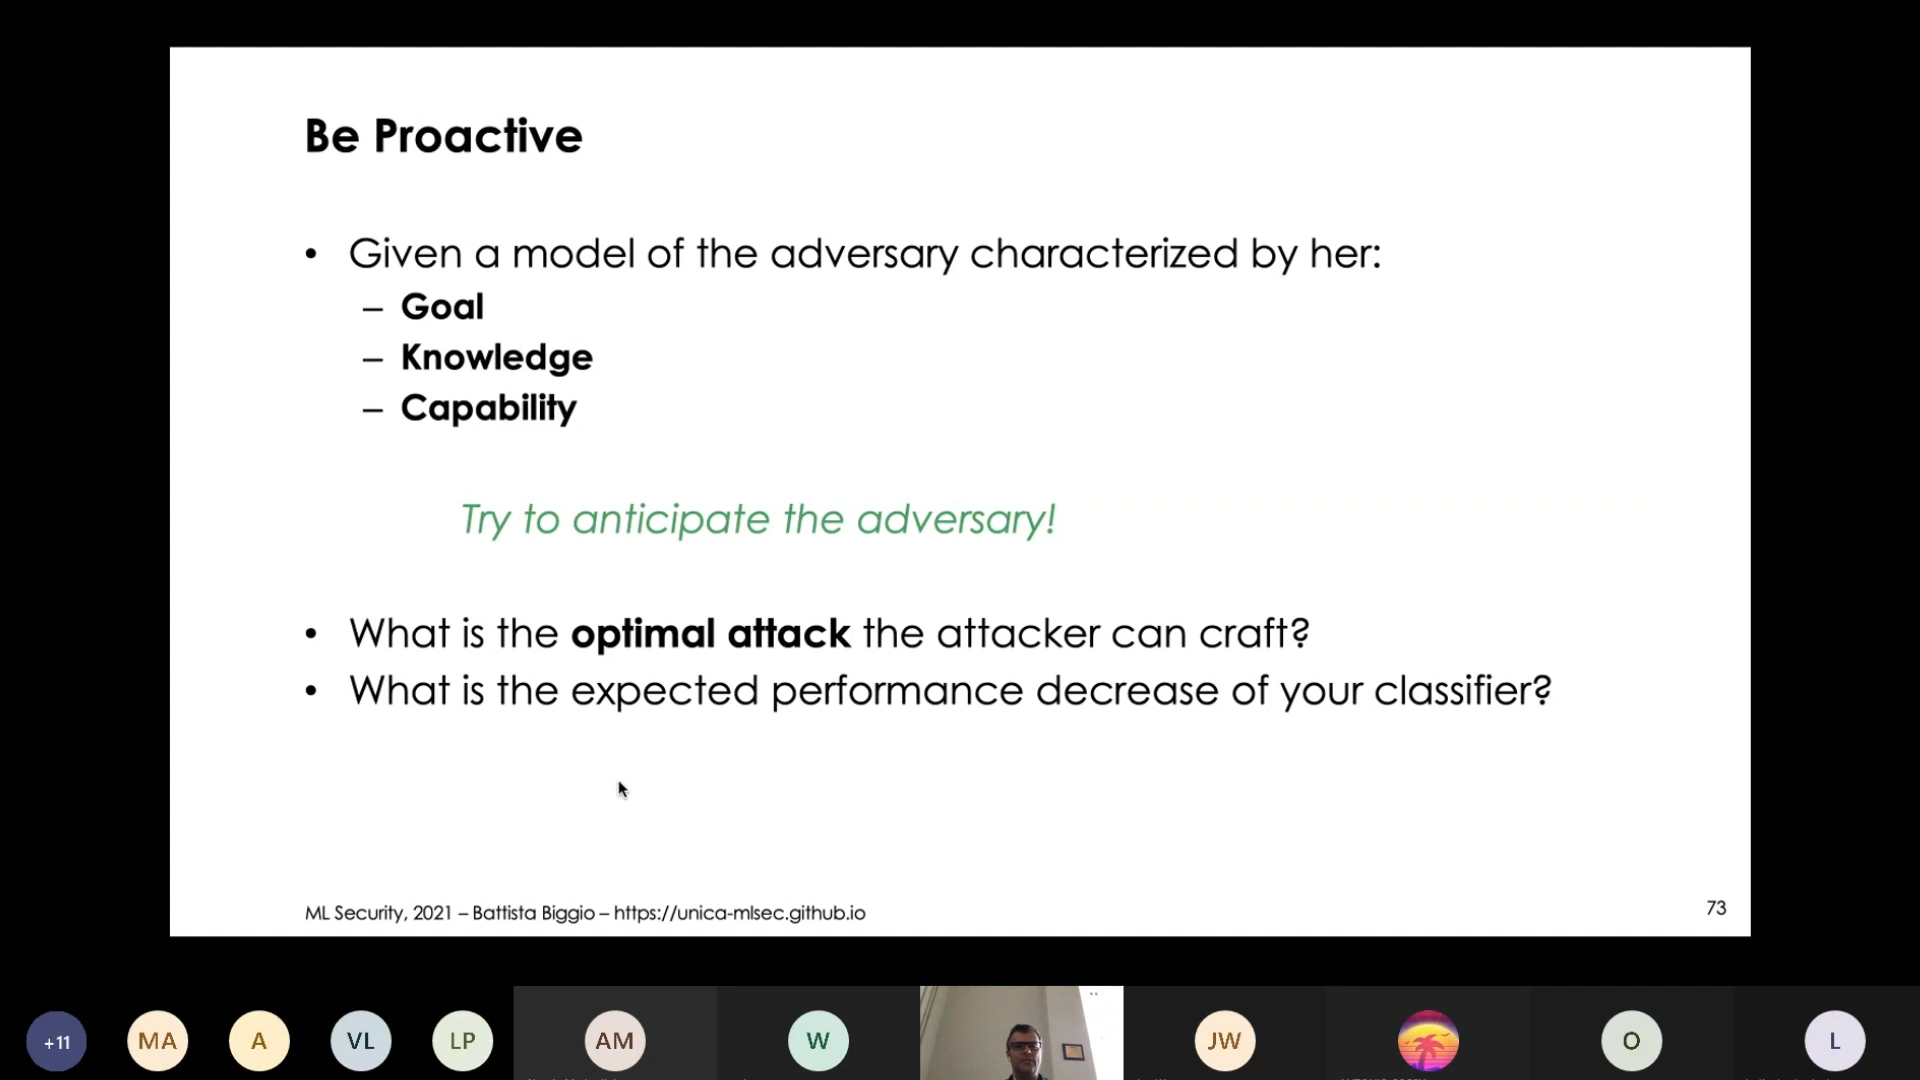 Be Proactive
• Given a model of the adversary characterized by her:
– Goal
– Knowledge
– Capability
Try to anticipate the adversary!
• What is the optimal attack the attacker can craft?
• What is the expected performance decrease of your classifier?
ML Security, 2021 – Battista Biggio – https://unica-mlsec.github.io
73
+11
MA
A
VL
LP
AM
W
JW
O
L